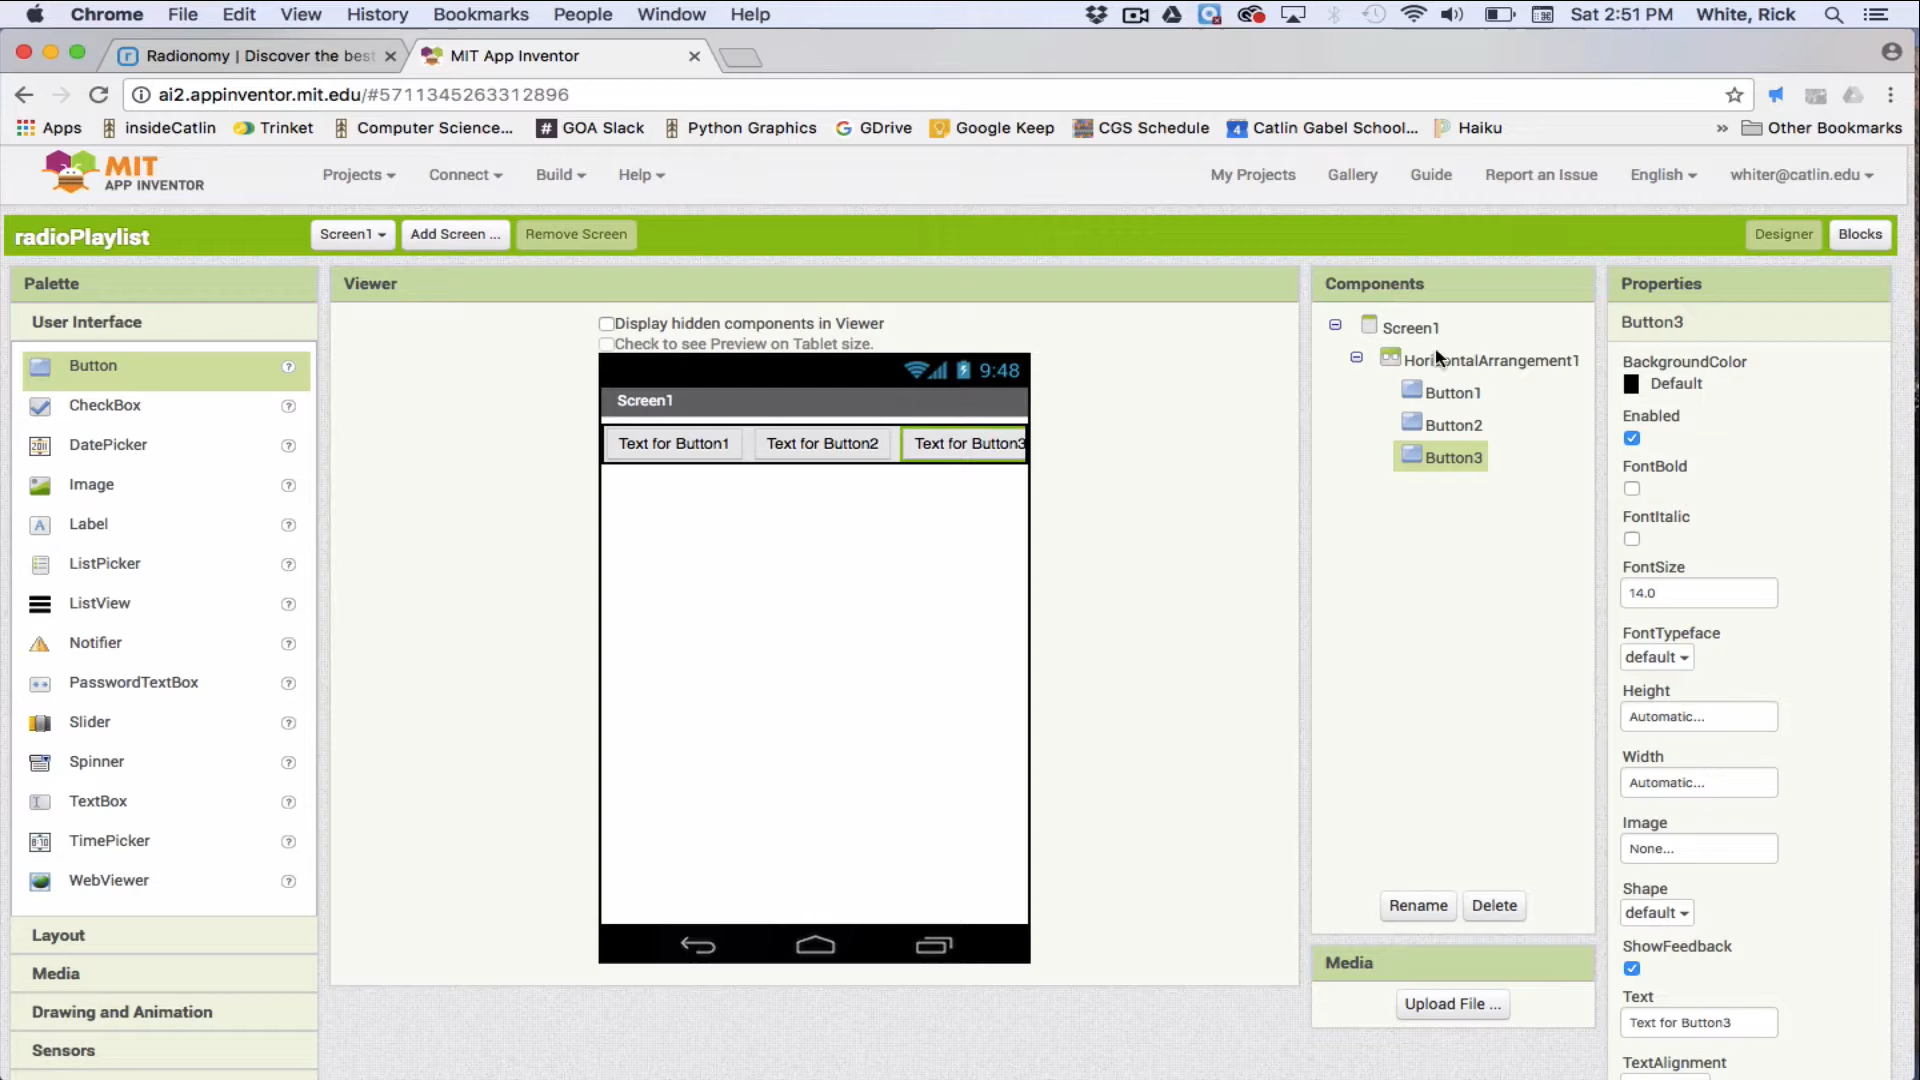 Chrome File Edit View History Bookmarks People Window Help Sat 2:51 PM White, Rick
Radionomy | Discover the best
MIT App Inventor
ai2.appinventor.mit.edu/#5711345263312896
Apps insideCatlin Trinket Computer Science... GOA Slack Python Graphics GDrive Google Keep CGS Schedule Catlin Gabel School... Haiku » Other Bookmarks
MIT
APP INVENTOR
Projects Connect Build Help My Projects Gallery Guide Report an Issue English whiter@catlin.edu
radioPlaylist Screen1 Add Screen ... Remove Screen Designer Blocks
Palette
User Interface
Button ?
CheckBox ?
DatePicker ?
Image ?
Label ?
ListPicker ?
ListView ?
Notifier ?
PasswordTextBox ?
Slider ?
Spinner ?
TextBox ?
TimePicker ?
WebViewer ?
Layout
Media
Drawing and Animation
Sensors
Viewer
Display hidden components in Viewer
Check to see Preview on Tablet size.
9:48
Screen1
Text for Button1 Text for Button2 Text for Button3
Components
Screen1
HorizontalArrangement1
Button1
Button2
Button3
Rename Delete
Media
Upload File ...
Properties
Button3
BackgroundColor
Default
Enabled
FontBold
FontItalic
FontSize
14.0
FontTypeface
default
Height
Automatic...
Width
Automatic...
Image
None...
Shape
default
ShowFeedback
Text
Text for Button3
TextAlignment